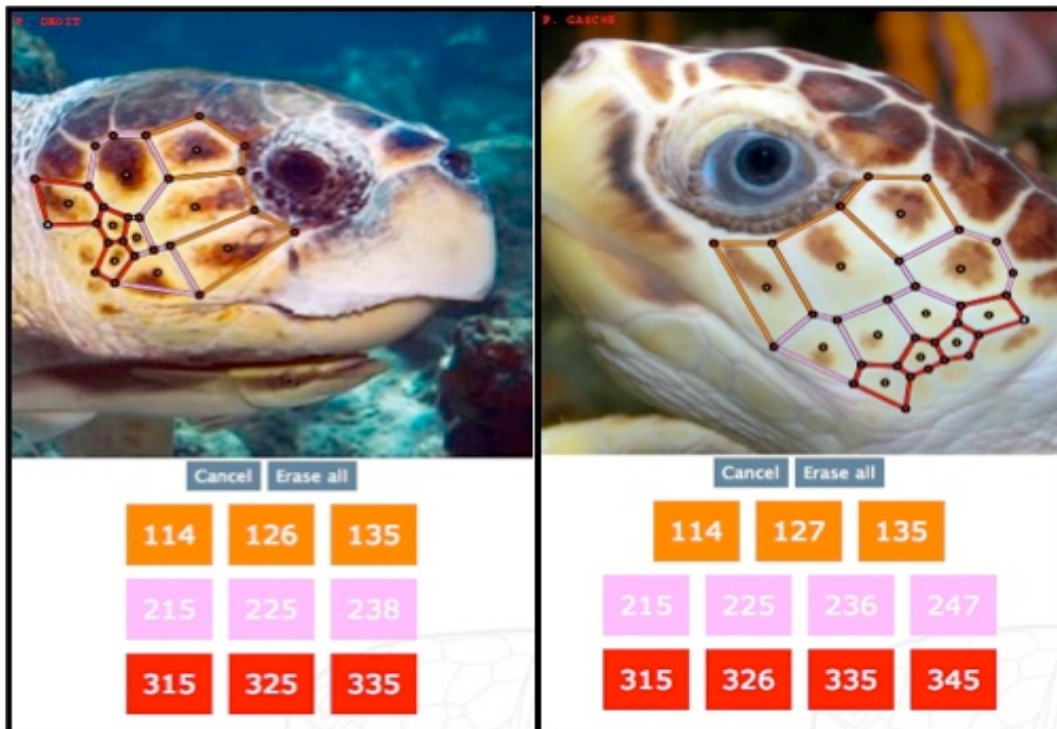 P. DROIT
Cancel Erase all
114 126 135
215 225 238
315 325 335
P. GAUCHE
Cancel Erase all
114 127 135
215 225 236 247
315 326 335 345